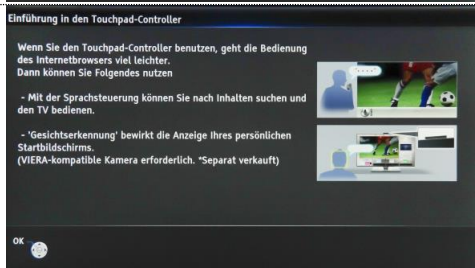 Einführung in den Touchpad-Controller
Wenn Sie den Touchpad-Controller benutzen, geht die Bedienung
des Internetbrowsers viel leichter.
Dann können Sie Folgendes nutzen
- Mit der Sprachsteuerung können Sie nach Inhalten suchen und
den TV bedienen.
- 'Gesichtserkennung' bewirkt die Anzeige Ihres persönlichen
Startbildschirms.
(VIERA-kompatible Kamera erforderlich. *Separat verkauft)
OK